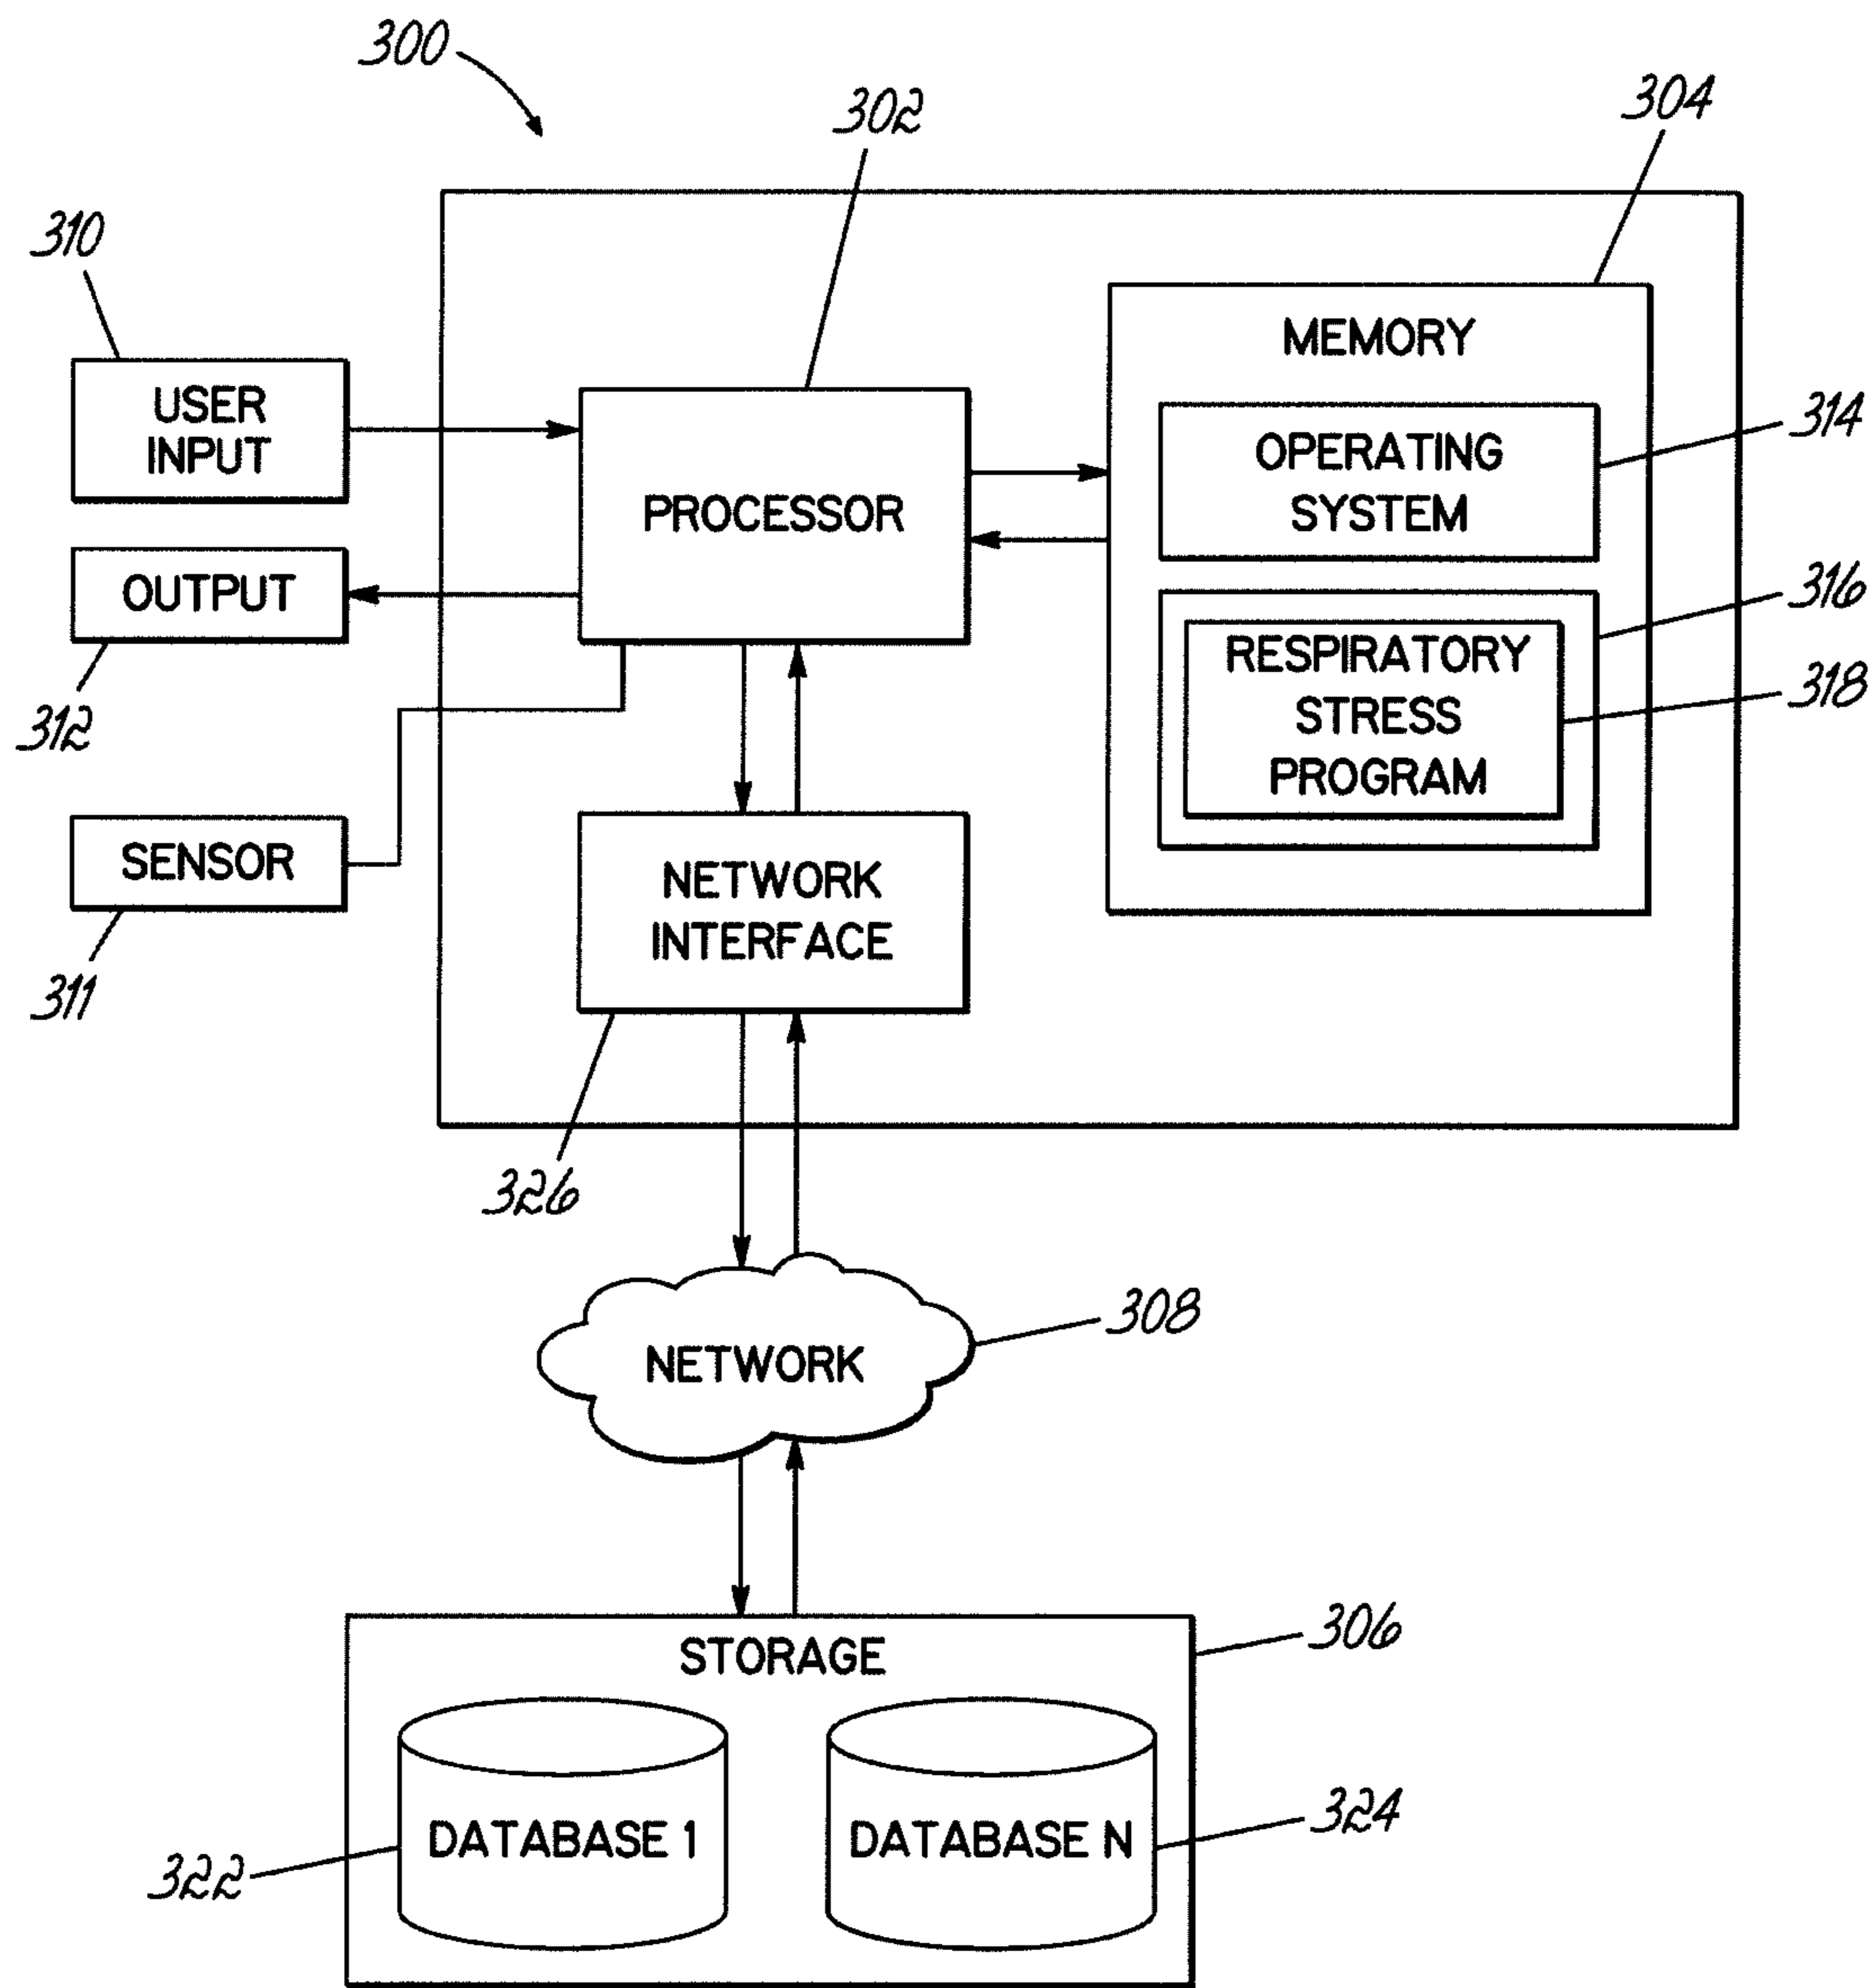 300
302
304
310
USER
INPUT
PROCESSOR
MEMORY
OPERATING
SYSTEM
314
OUTPUT
312
316
RESPIRATORY
STRESS
PROGRAM
318
SENSOR
311
NETWORK
INTERFACE
326
NETWORK
308
STORAGE
306
DATABASE 1
322
DATABASE N
324